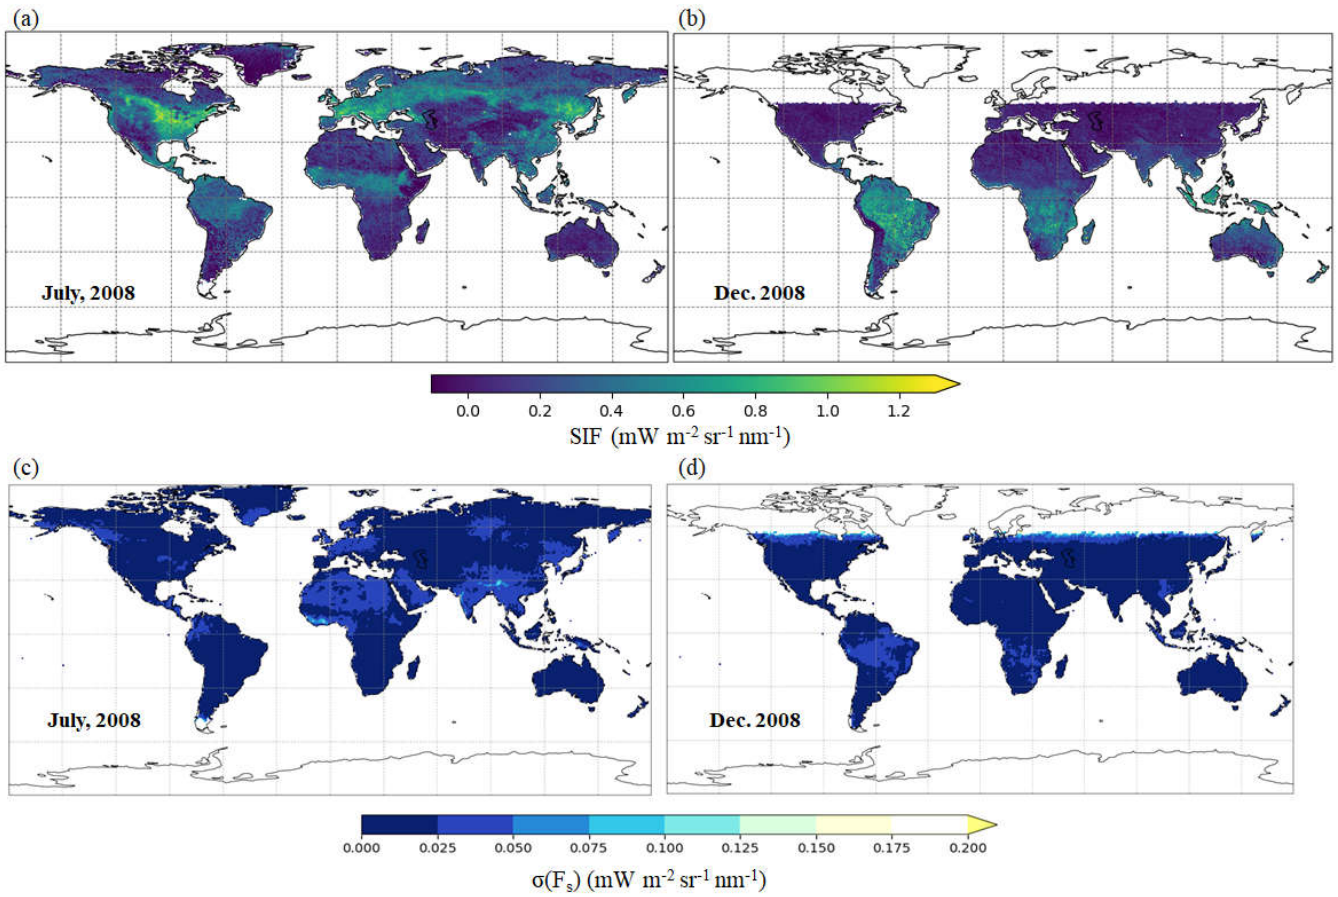 (a)
(b)
July, 2008
Dec. 2008
0.0 0.2 0.4 0.6 0.8 1.0 1.2
SIF (mW m-2 sr-1 nm-1)
(c)
(d)
July, 2008
Dec. 2008
0.000 0.025 0.050 0.075 0.100 0.125 0.150 0.175 0.200
σ(Fs) (mW m-2 sr-1 nm-1)